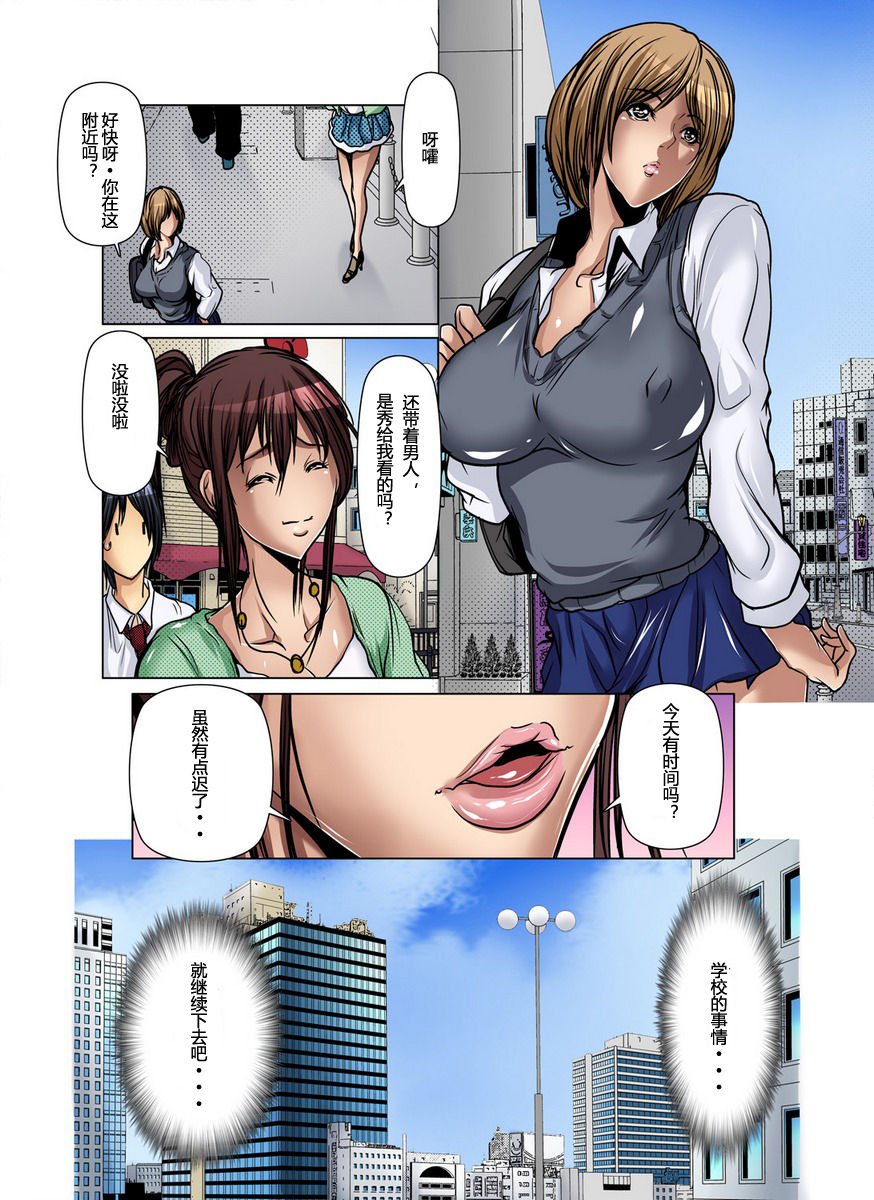 呀嚯
好快呀·你在这
附近吗？
还带着男人，
是秀给我看的吗？
没啦没啦
今天有时间吗？
虽然有点迟了··
学校的事情···
就继续下去吧···